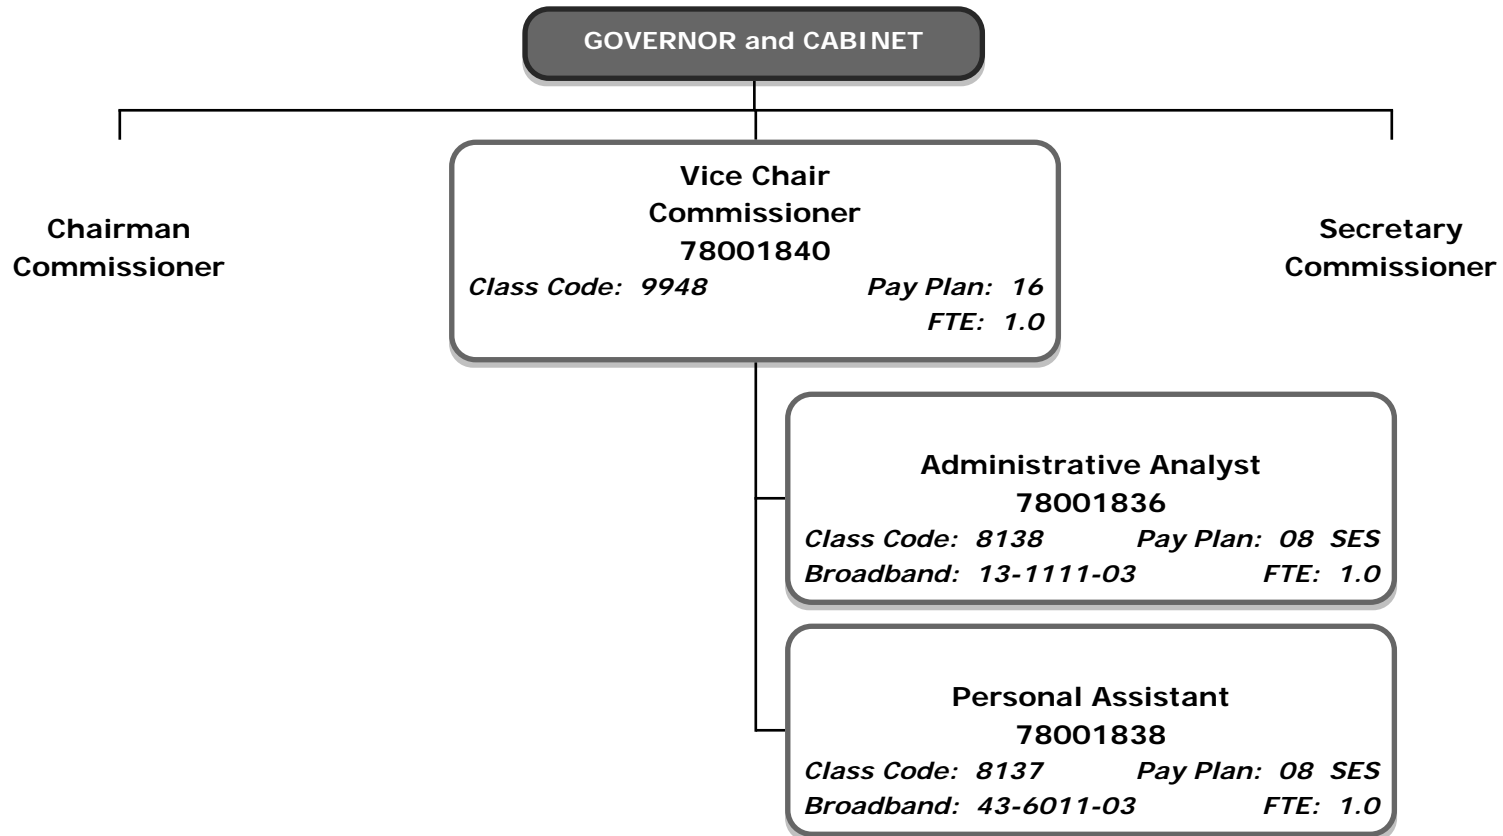 GOVERNOR and CABINET
Chairman
Commissioner
Vice Chair
Commissioner
78001840
Class Code: 9948 Pay Plan: 16
FTE: 1.0
Secretary
Commissioner
Administrative Analyst
78001836
Class Code: 8138 Pay Plan: 08 SES
Broadband: 13-1111-03 FTE: 1.0
Personal Assistant
78001838
Class Code: 8137 Pay Plan: 08 SES
Broadband: 43-6011-03 FTE: 1.0